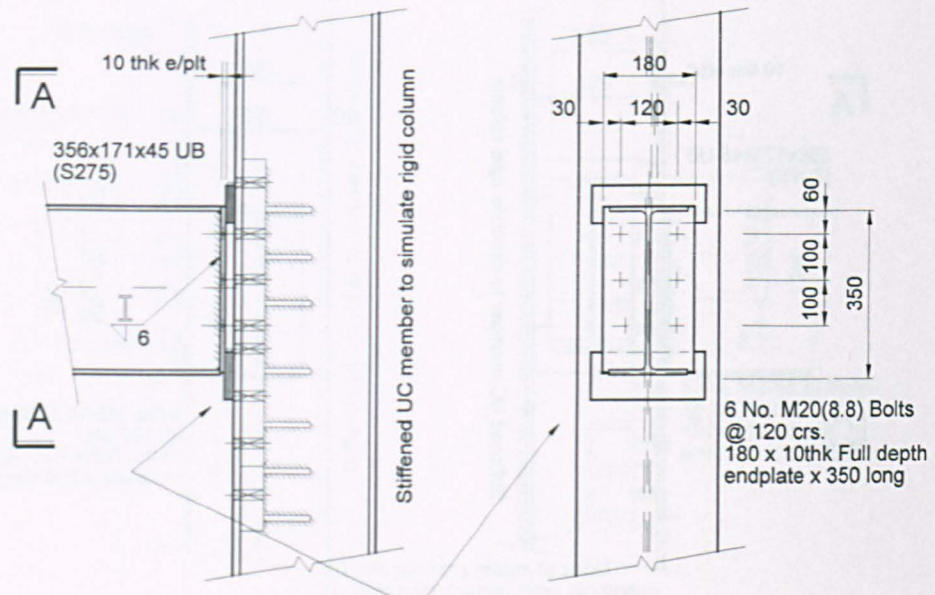 10 thk e/plt
A
356x171x45 UB
(S275)
6
A
Stiffened UC member to simulate rigid column
180
30
120
30
60
100
100
350
6 No. M20(8.8) Bolts
@ 120 crs.
180 x 10thk Full depth
endplate x 350 long